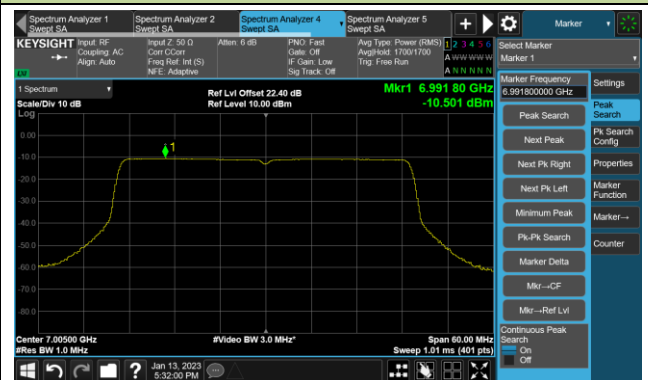 Spectrum Analyzer 1
Swept SA
Spectrum Analyzer 2
Swept SA
Spectrum Analyzer 4
Swept SA
Spectrum Analyzer 5
Swept SA
+
Marker
KEYSIGHT
Input: RF
Coupling: AC
Align: Auto
Input Z: 50 Ω
Corr CCorr
Freq Ref: Int (S)
NFE: Adaptive
Atten: 6 dB
PNO: Fast
Gate: Off
IF Gain: Low
Sig Track: Off
Avg Type: Power (RMS)
Avg|Hold: 1700/1700
Trig: Free Run
1 2 3 4 5 6
A W W W W W
A N N N N N
Select Marker
Marker 1
1 Spectrum
Scale/Div 10 dB
Log
Ref Lvl Offset 22.40 dB
Ref Level 10.00 dBm
Mkr1 6.991 80 GHz
-10.501 dBm
0.00
-10.0
-20.0
-30.0
-40.0
-50.0
-60.0
-70.0
-80.0
1
Center 7.00500 GHz
#Res BW 1.0 MHz
#Video BW 3.0 MHz*
Span 60.00 MHz
Sweep 1.01 ms (401 pts)
Marker Frequency
6.991800000 GHz
Peak Search
Next Peak
Next Pk Right
Next Pk Left
Minimum Peak
Pk-Pk Search
Marker Delta
Mkr→CF
Mkr→Ref Lvl
Continuous Peak
Search
On
Off
Settings
Peak
Search
Pk Search
Config
Properties
Marker
Function
Marker→
Counter
?
Jan 13, 2023
5:32:00 PM